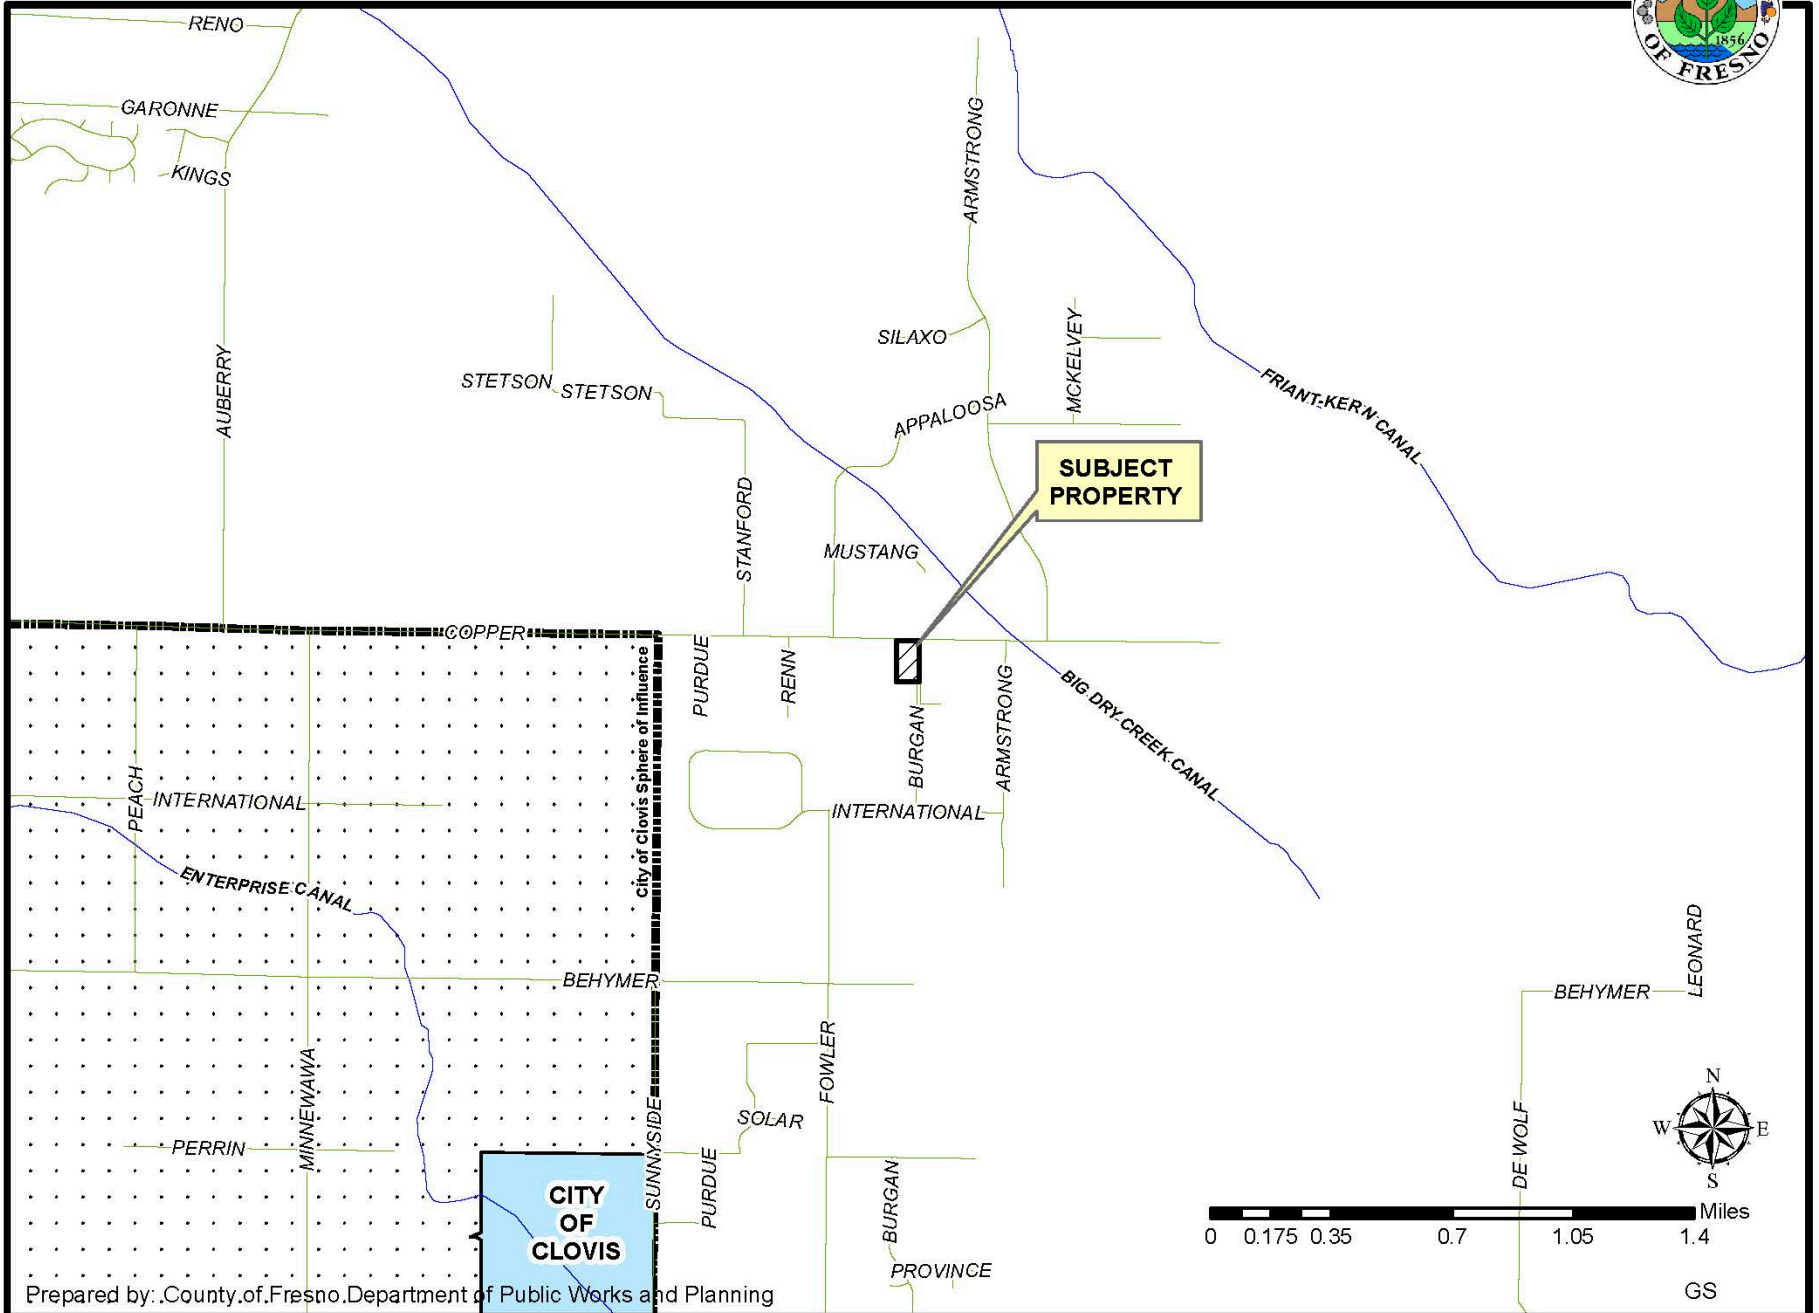 RENO
1856
OF FRESNO
GARONNE
KINGS
ARMSTRONG
AUBERRY
SILAXO
MCKELVEY
STETSON
STETSON
APPALOOSA
FRIANT-KERN CANAL
SUBJECT
PROPERTY
STANFORD
MUSTANG
COPPER
City of Clovis Sphere of Influence
PURDUE
RENN
BURGAN
ARMSTRONG
BIG DRY CREEK CANAL
PEACH
INTERNATIONAL
INTERNATIONAL
ENTERPRISE CANAL
BEHYMER
BEHYMER
LEONARD
MINNEWAWA
FOWLER
SOLAR
PERRIN
SUNNYSIDE
PURDUE
BURGAN
DE WOLF
N
W
E
S
CITY
OF
CLOVIS
Miles
0 0.175 0.35 0.7 1.05 1.4
PROVINCE
Prepared by: County of Fresno Department of Public Works and Planning
GS